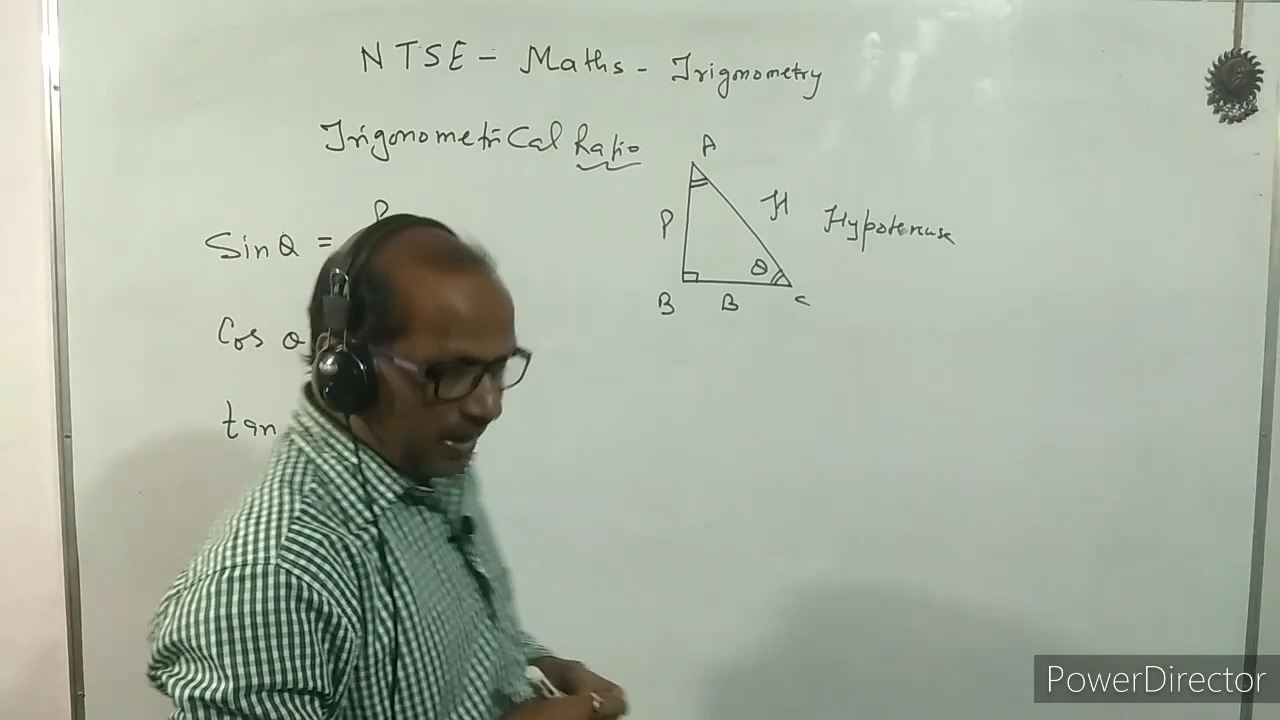 NTSE - Maths - Trigonometry
Trigonometrical Ratio
A
P
H
Hypotenuse
Sin θ = P
θ
B
B
C
Cos θ
tan
PowerDirector